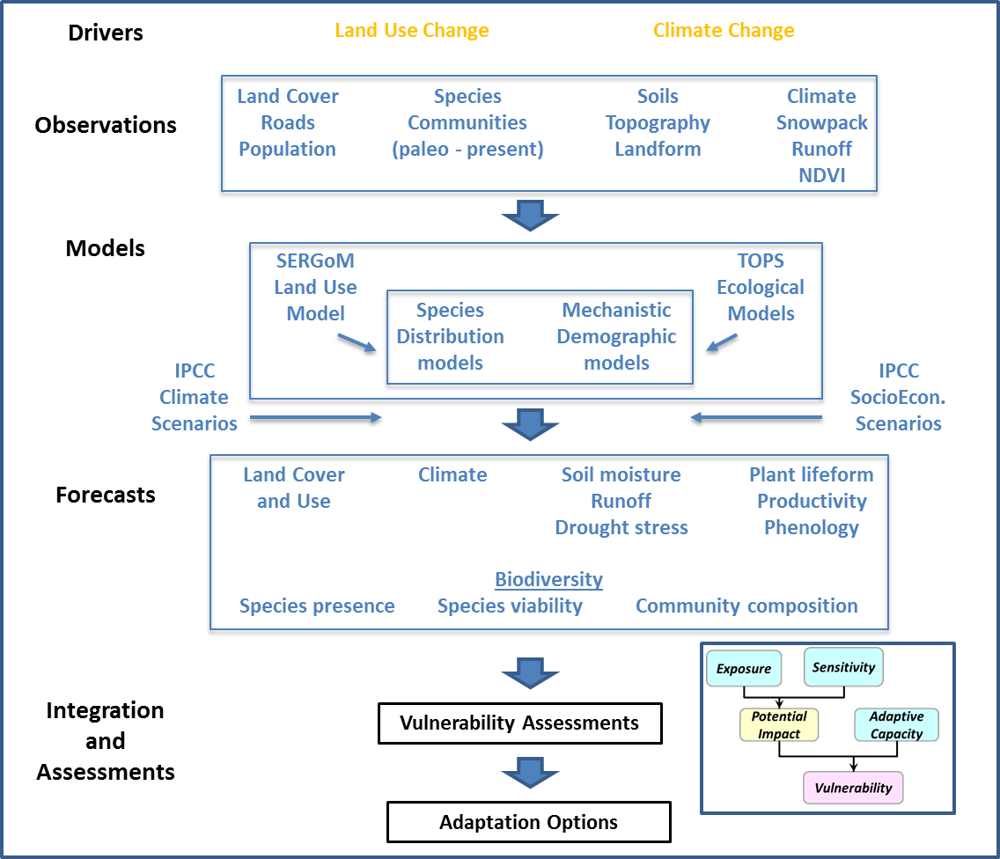 Drivers
Land Use Change
Climate Change
Observations
Land Cover
Roads
Population
Species
Communities
(paleo - present)
Soils
Topography
Landform
Climate
Snowpack
Runoff
NDVI
Models
SERGoM
Land Use
Model
Species
Distribution
models
Mechanistic
Demographic
models
TOPS
Ecological
Models
IPCC
Climate
Scenarios
IPCC
SocioEcon.
Scenarios
Forecasts
Land Cover
and Use
Climate
Soil moisture
Runoff
Drought stress
Plant lifeform
Productivity
Phenology
Biodiversity
Species presence
Species viability
Community composition
Integration
and
Assessments
Vulnerability Assessments
Adaptation Options
Exposure
Sensitivity
Potential
Impact
Adaptive
Capacity
Vulnerability